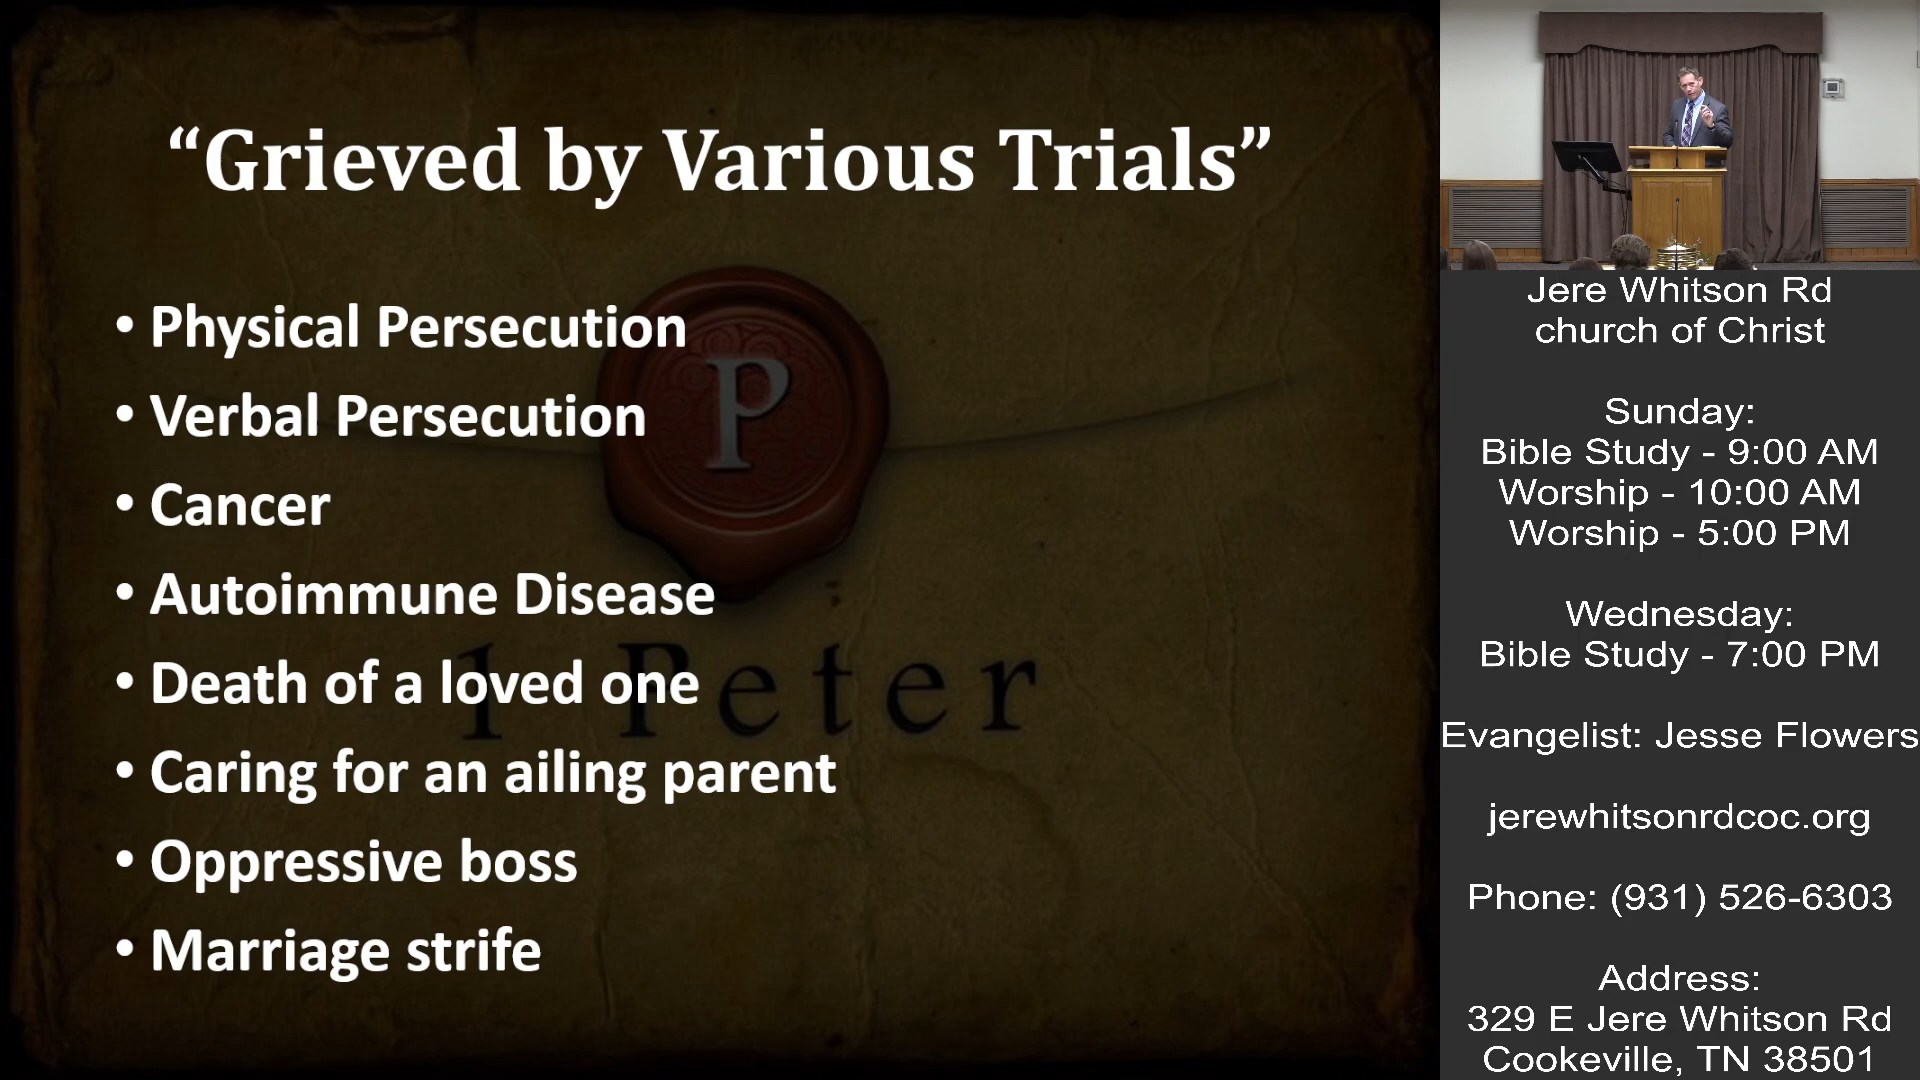 “Grieved by Various Trials”
P
1 Peter
• Physical Persecution
• Verbal Persecution
• Cancer
• Autoimmune Disease
• Death of a loved one
• Caring for an ailing parent
• Oppressive boss
• Marriage strife
Jere Whitson Rd
church of Christ
Sunday:
Bible Study - 9:00 AM
Worship - 10:00 AM
Worship - 5:00 PM
Wednesday:
Bible Study - 7:00 PM
Evangelist: Jesse Flowers
jerewhitsonrdcoc.org
Phone: (931) 526-6303
Address:
329 E Jere Whitson Rd
Cookeville, TN 38501